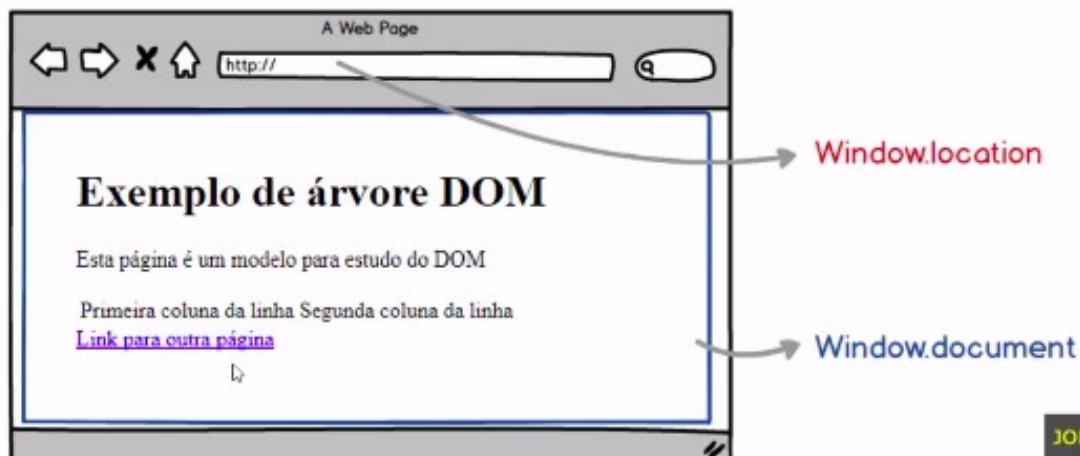 A Web Page
http://
Window.location
Exemplo de árvore DOM
Esta página é um modelo para estudo do DOM
Primeira coluna da linha Segunda coluna da linha
Link para outra página
Window.document